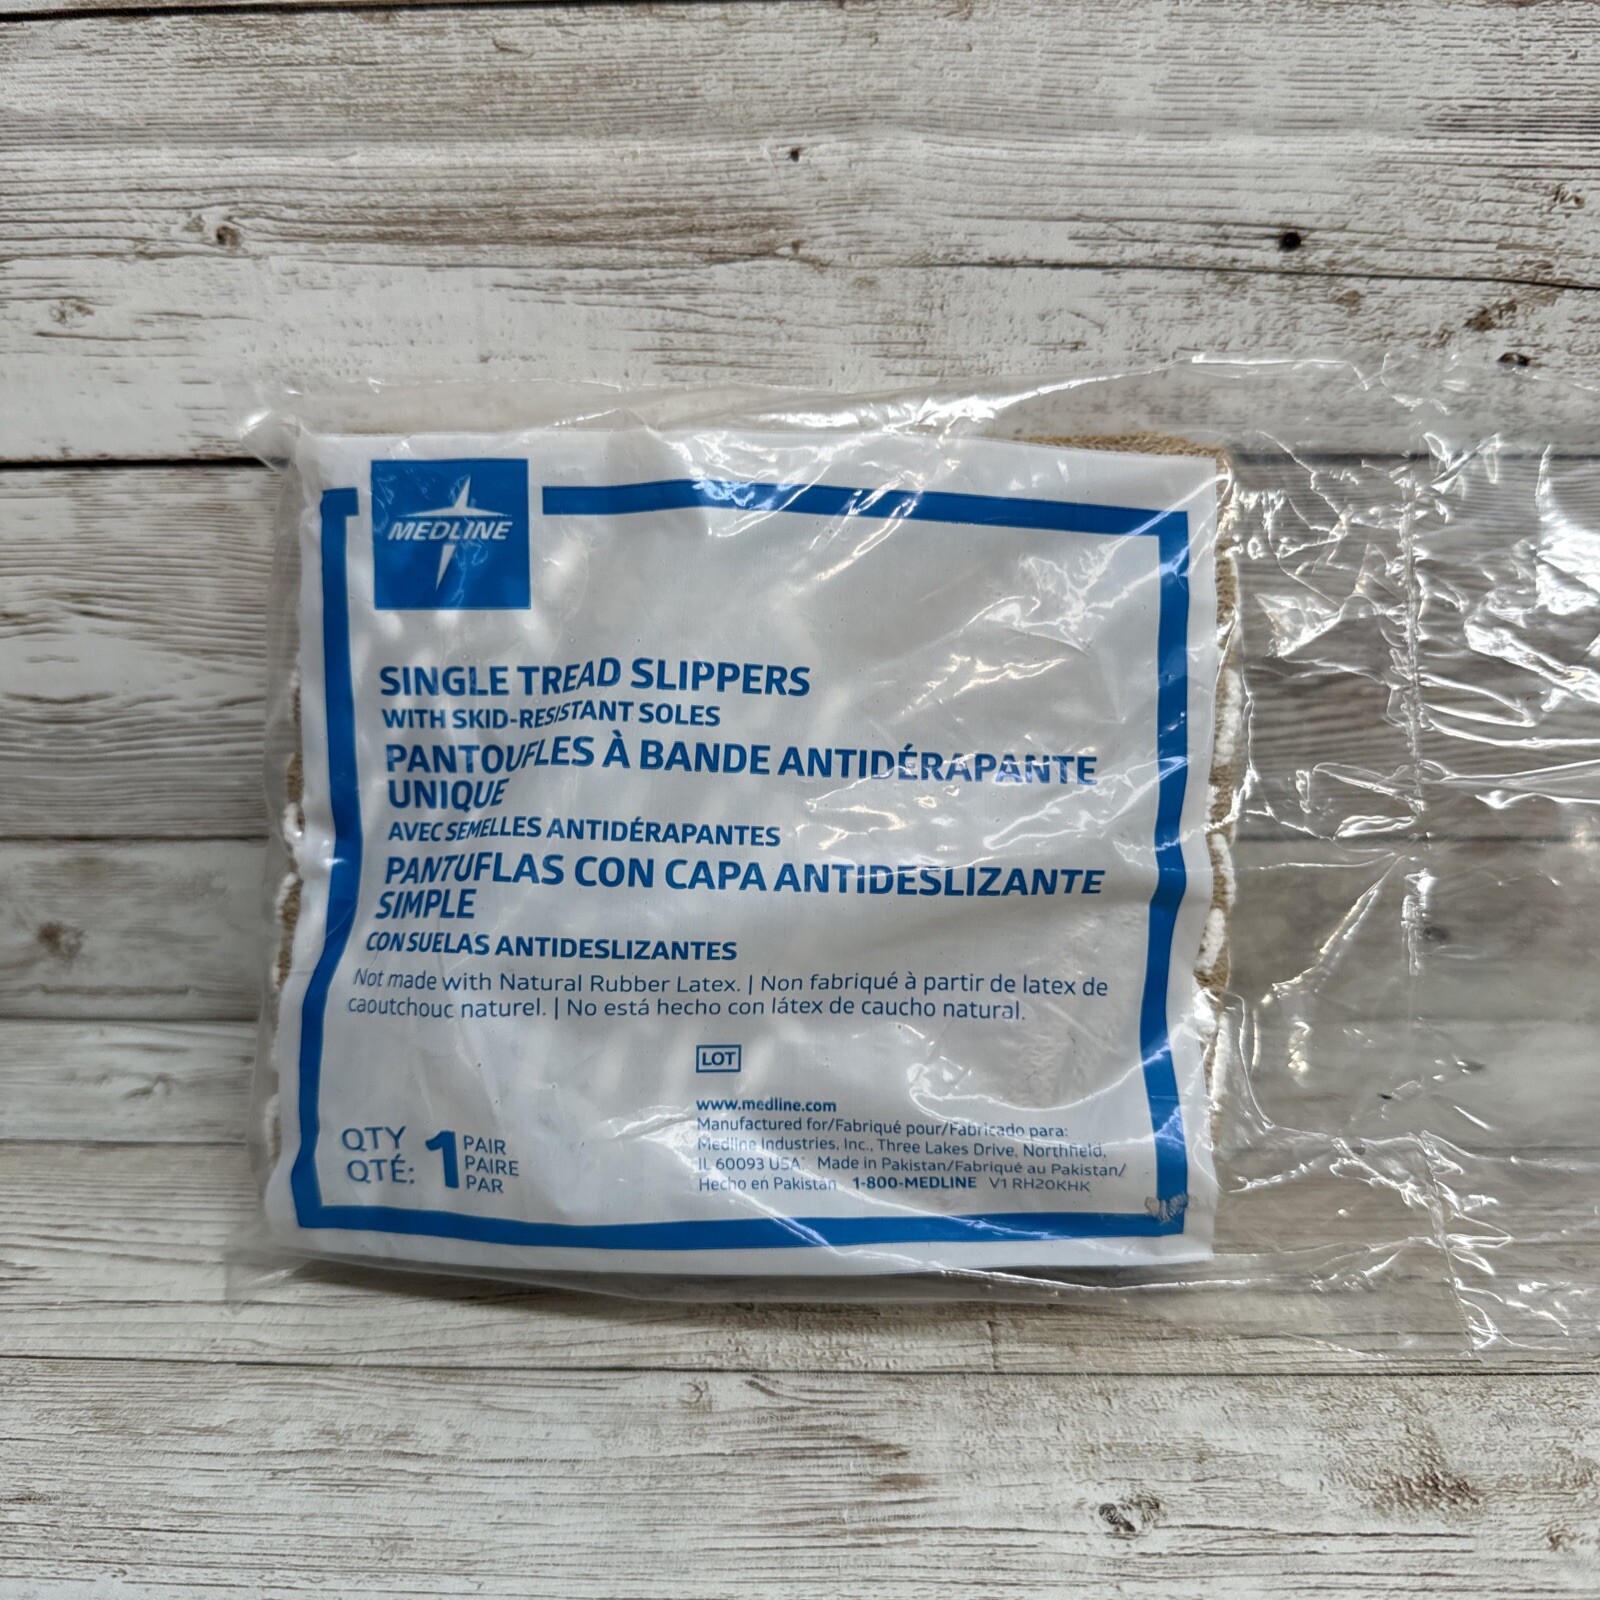 MEDLINE
SINGLE TREAD SLIPPERS
WITH SKID-RESISTANT SOLES
PANTOUFLES À BANDE ANTIDÉRAPANTE
UNIQUE
AVEC SEMELLES ANTIDÉRAPANTES
PANTUFLAS CON CAPA ANTIDESLIZANTE
SIMPLE
CON SUELAS ANTIDESLIZANTES
Not made with Natural Rubber Latex. | Non fabriqué à partir de latex de
caoutchouc naturel. | No está hecho con látex de caucho natural.
LOT
QTY
QTÉ:
1
PAIR
PAIRE
PAR
www.medline.com
Manufactured for/Fabriqué pour/Fabricado para:
Medline Industries, Inc., Three Lakes Drive, Northfield,
IL 60093 USA. Made in Pakistan/Fabriqué au Pakistan/
Hecho en Pakistán 1-800-MEDLINE V1 RH20KHK